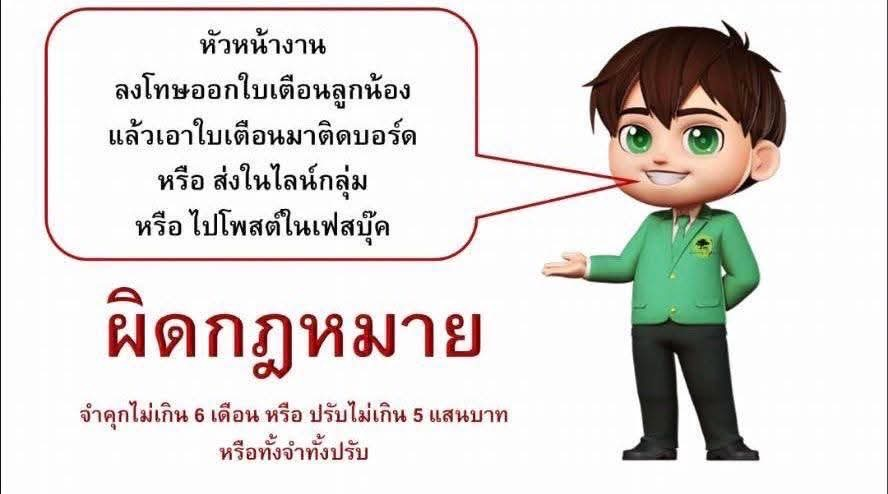 หัวหน้างาน
ลงโทษออกใบเตือนลูกน้อง
แล้วเอาใบเตือนมาติดบอร์ด
หรือ ส่งในไลน์กลุ่ม
หรือ ไปโพสต์ในเฟสบุ๊ค
ผิดกฎหมาย
จำคุกไม่เกิน 6 เดือน หรือ ปรับไม่เกิน 5 แสนบาท
หรือทั้งจำทั้งปรับ